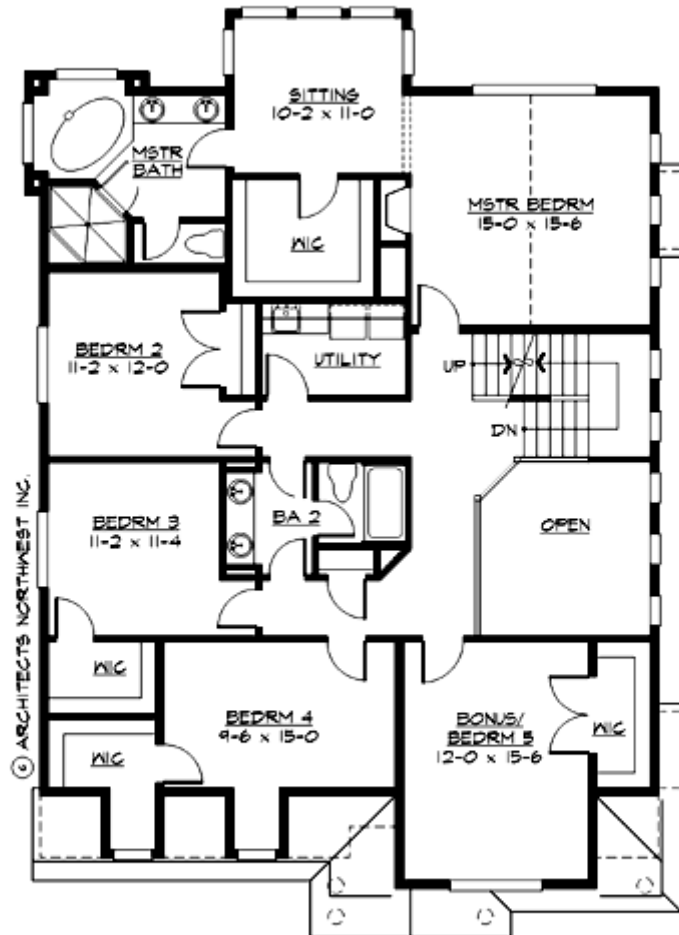 SITTING
10-2 x 11-0
MSTR
BATH
MSTR BEDRM
15-0 x 15-6
WIC
BEDRM 2
11-2 x 12-0
UTILITY
UP
DN
BEDRM 3
11-2 x 11-4
BA 2
OPEN
WIC
BEDRM 4
9-6 x 15-0
BONUS/
BEDRM 5
12-0 x 15-6
WIC
WIC
© ARCHITECTS NORTHWEST INC.